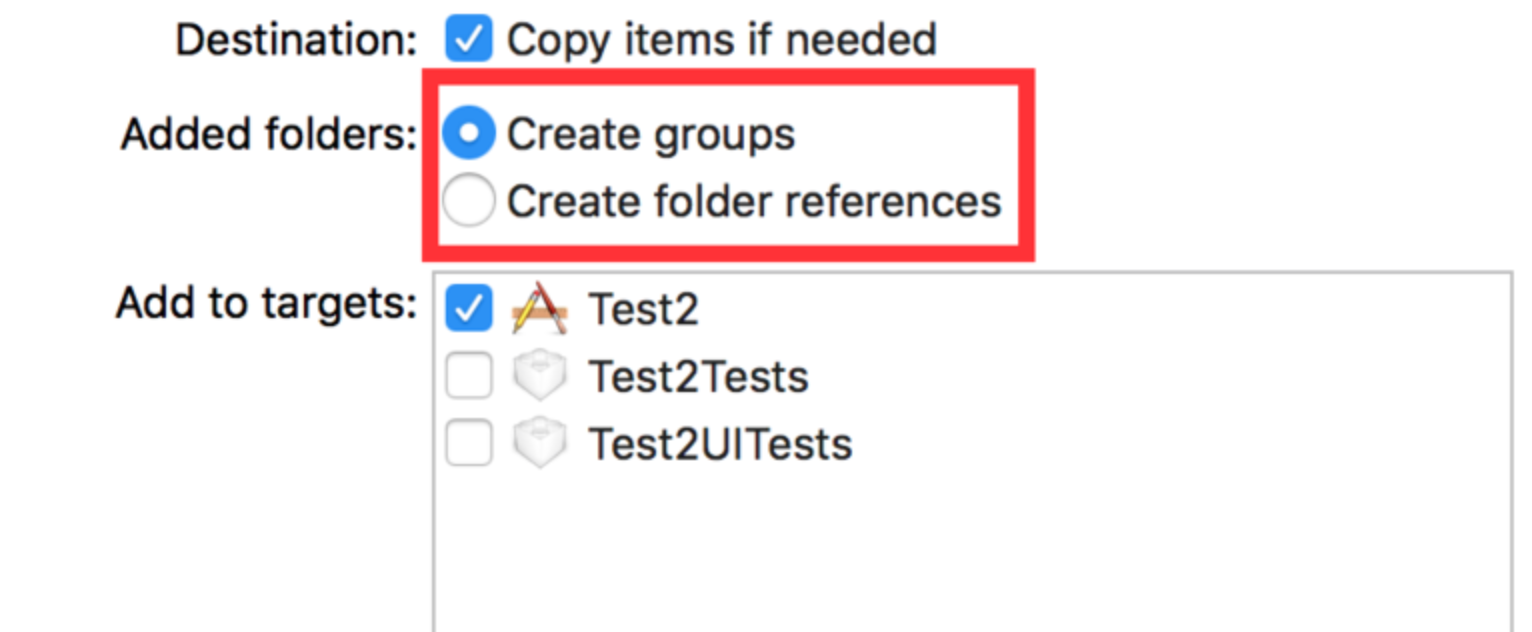 Destination: Copy items if needed
Added folders: Create groups
Create folder references
Add to targets: Test2
Test2Tests
Test2UITests